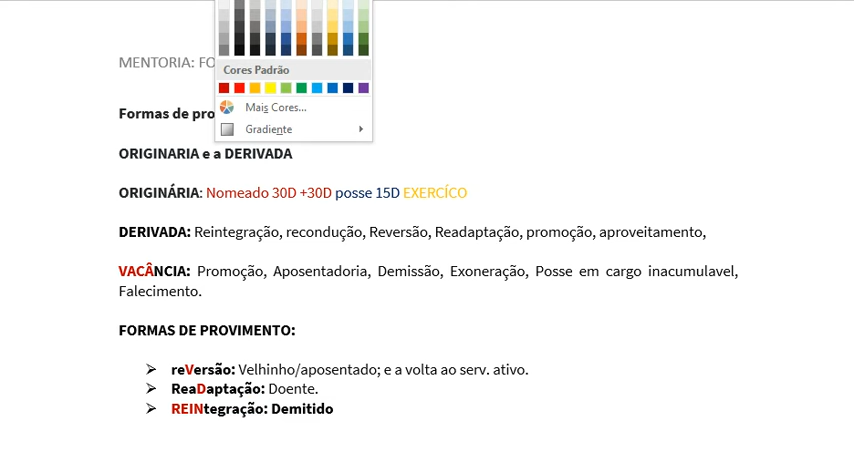 MENTORIA: FO
Cores Padrão
Mais Cores...
Formas de pro
Gradiente
ORIGINARIA e a DERIVADA
ORIGINÁRIA: Nomeado 30D +30D posse 15D EXERCÍCO
DERIVADA: Reintegração, recondução, Reversão, Readaptação, promoção, aproveitamento,
VACÂNCIA: Promoção, Aposentadoria, Demissão, Exoneração, Posse em cargo inacumulavel,
Falecimento.
FORMAS DE PROVIMENTO:
reVersão: Velhinho/aposentado; e a volta ao serv. ativo.
ReaDaptação: Doente.
REINtegração: Demitido